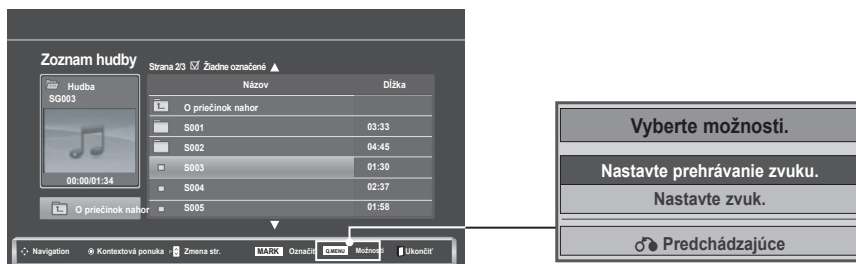 Zoznam hudby
Strana 2/3 Žiadne označené
Hudba
SG003
00:00/01:34
O priečinok nahor
Názov Dĺžka
O priečinok nahor
S001 03:33
S002 04:45
S003 01:30
S004 02:37
S005 01:58
Navigation Kontextová ponuka P Zmena str. MARK Označiť Q.MENU Možnosti Ukončiť
Vyberte možnosti.
Nastavte prehrávanie zvuku.
Nastavte zvuk.
Predchádzajúce